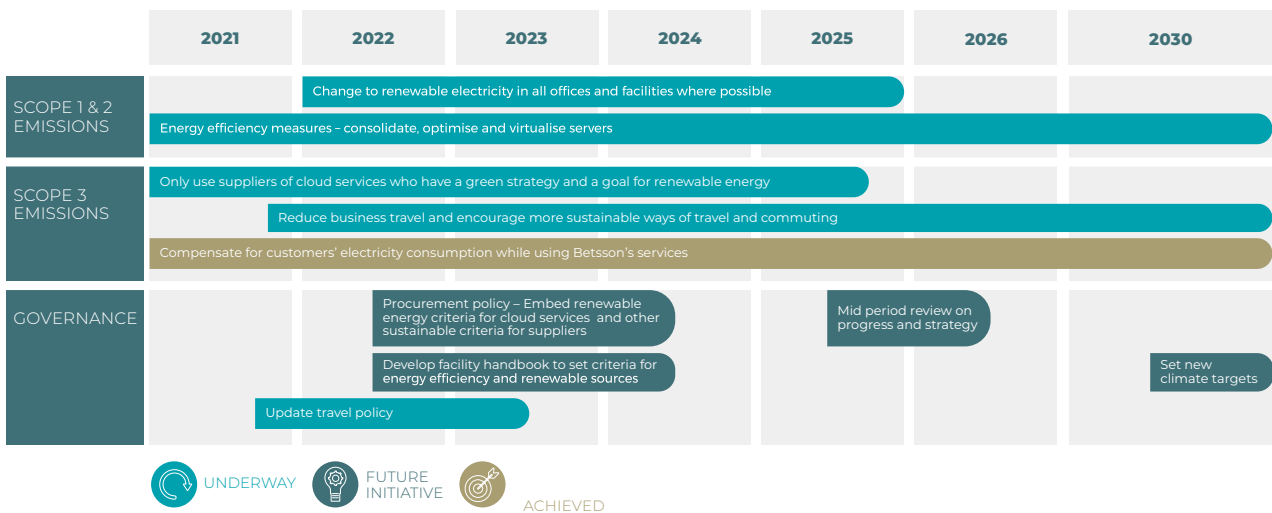 2021
2022
2023
2024
2025
2026
2030
SCOPE 1 & 2
EMISSIONS
Change to renewable electricity in all offices and facilities where possible
Energy efficiency measures – consolidate, optimise and virtualise servers
SCOPE 3
EMISSIONS
Only use suppliers of cloud services who have a green strategy and a goal for renewable energy
Reduce business travel and encourage more sustainable ways of travel and commuting
Compensate for customers’ electricity consumption while using Betsson’s services
GOVERNANCE
Procurement policy – Embed renewable
energy criteria for cloud services and other
sustainable criteria for suppliers
Mid period review on
progress and strategy
Develop facility handbook to set criteria for
energy efficiency and renewable sources
Set new
climate targets
Update travel policy
UNDERWAY
FUTURE
INITIATIVE
ACHIEVED